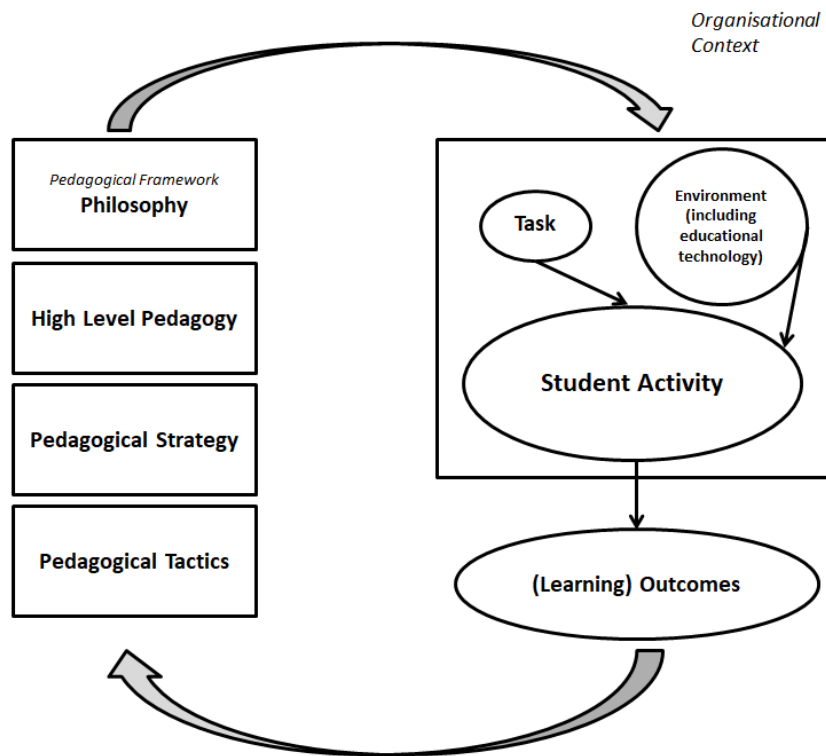 Organisational
Context
Pedagogical Framework
Philosophy
High Level Pedagogy
Pedagogical Strategy
Pedagogical Tactics
Task
Environment
(including
educational
technology)
Student Activity
(Learning) Outcomes